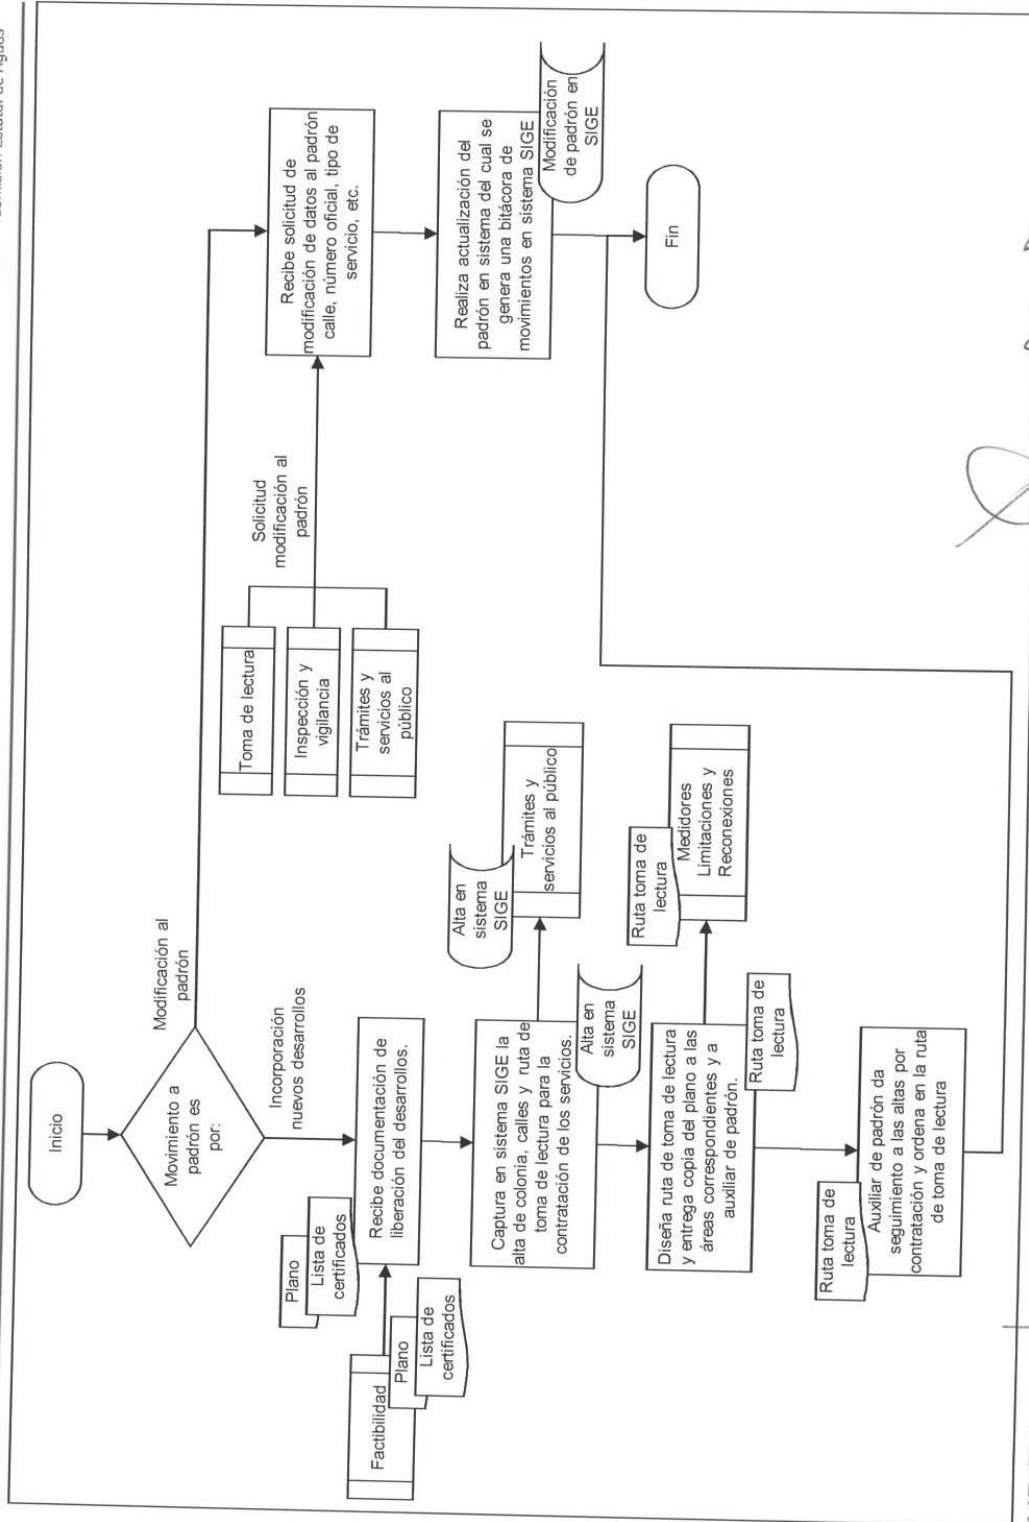 Comisión Estatal de Aguas
Inicio
Movimiento a
padrón es
por:
Modificación al
padrón
Incorporación
nuevos desarrollos
Plano
Lista de
certificados
Factibilidad
Plano
Lista de
certificados
Recibe documentación de
liberación del desarrollos.
Captura en sistema SIGE la
alta de colonia, calles y ruta de
toma de lectura para la
contratación de los servicios.
Alta en
sistema
SIGE
Alta en
sistema
SIGE
Trámites y
servicios al público
Diseña ruta de toma de lectura
y entrega copia del plano a las
áreas correspondientes y a
auxiliar de padrón.
Ruta toma de
lectura
Ruta toma de
lectura
Medidores
Limitaciones y
Reconexiones
Ruta toma de
lectura
Auxiliar de padrón da
seguimiento a las altas por
contratación y ordena en la ruta
de toma de lectura
Toma de lectura
Inspección y
vigilancia
Trámites y
servicios al
público
Solicitud
modificación al
padrón
Recibe solicitud de
modificación de datos al padrón
calle, número oficial, tipo de
servicio, etc.
Realiza actualización del
padrón en sistema del cual se
genera una bitácora de
movimientos en sistema SIGE
Modificación
de padrón en
SIGE
Fin